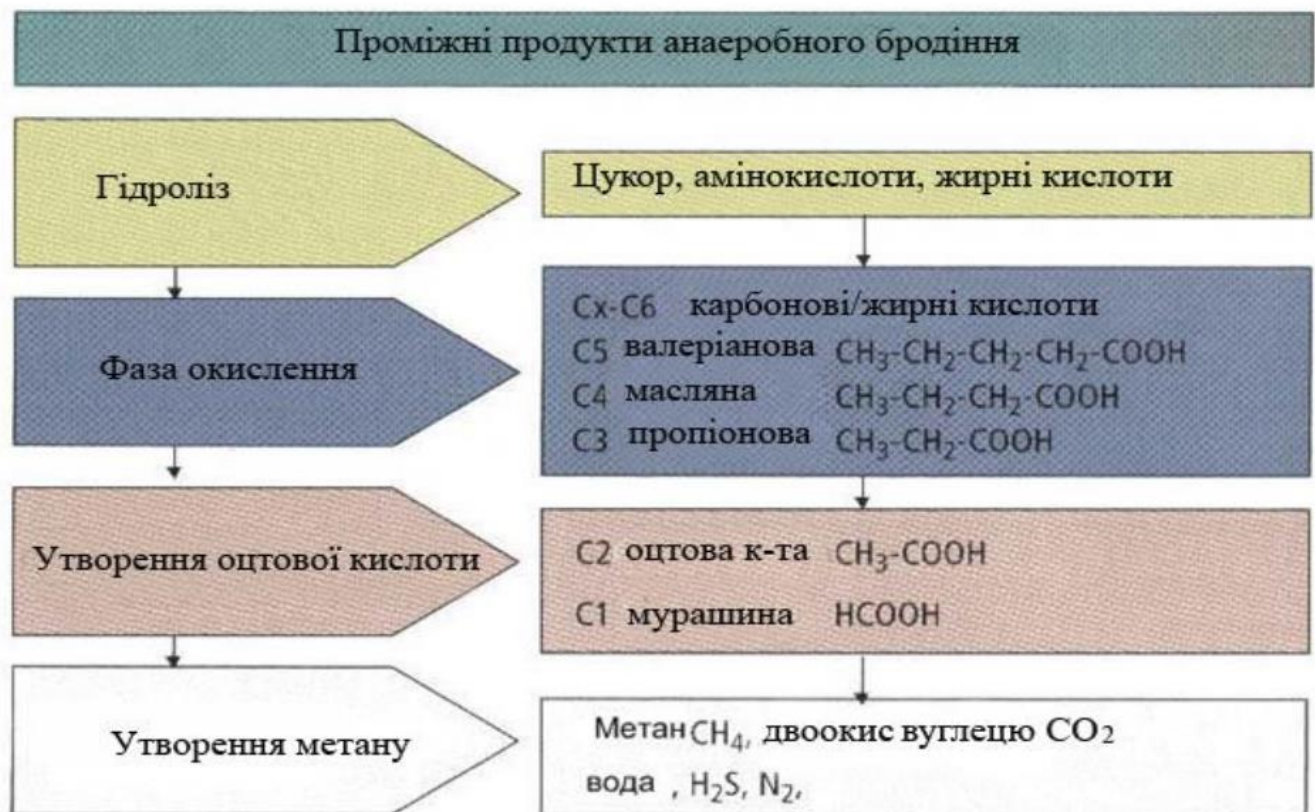 Проміжні продукти анаеробного бродіння
Гідроліз
Цукор, амінокислоти, жирні кислоти
Фаза окислення
Cx-C6 карбонові/жирні кислоти
C5 валеріанова CH₃-CH₂-CH₂-CH₂-COOH
C4 масляна CH₃-CH₂-CH₂-COOH
C3 пропіонова CH₃-CH₂-COOH
Утворення оцтової кислоти
C2 оцтова к-та CH₃-COOH
C1 мурашина HCOOH
Утворення метану
Метан CH₄, двоокис вуглецю CO₂
вода , H₂S, N₂,